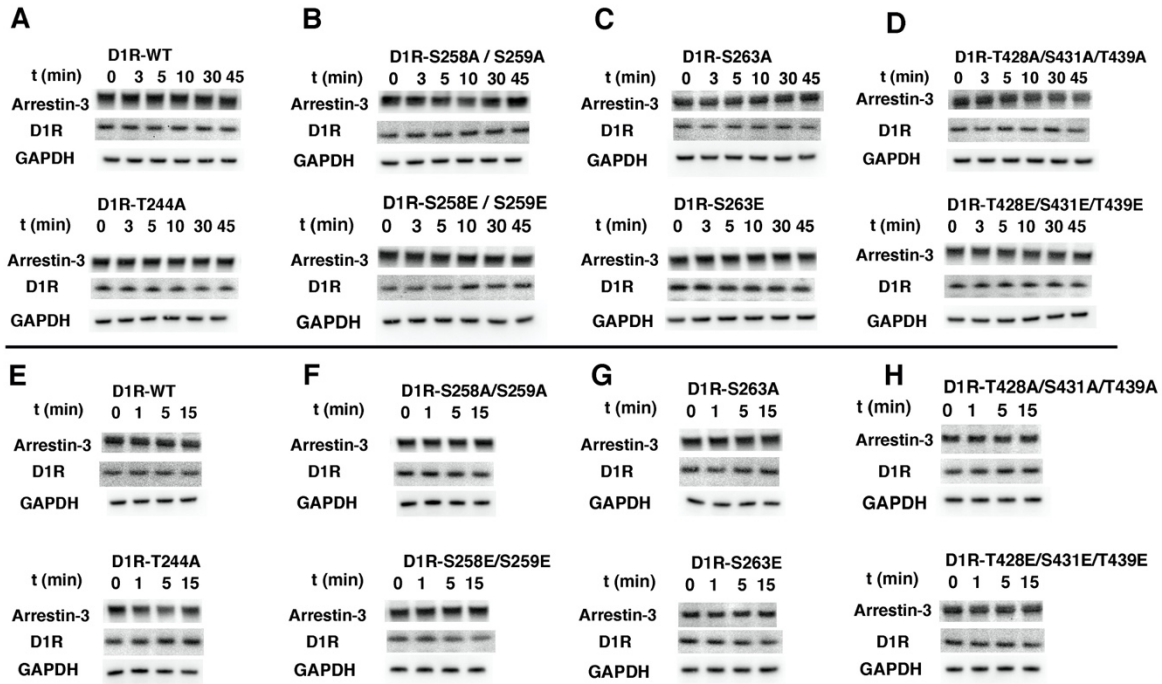 A
D1R-WT
t (min) 0 3 5 10 30 45
Arrestin-3
D1R
GAPDH
D1R-T244A
t (min) 0 3 5 10 30 45
Arrestin-3
D1R
GAPDH
B
D1R-S258A / S259A
t (min) 0 3 5 10 30 45
Arrestin-3
D1R
GAPDH
D1R-S258E / S259E
t (min) 0 3 5 10 30 45
Arrestin-3
D1R
GAPDH
C
D1R-S263A
t (min) 0 3 5 10 30 45
Arrestin-3
D1R
GAPDH
D1R-S263E
t (min) 0 3 5 10 30 45
Arrestin-3
D1R
GAPDH
D
D1R-T428A/S431A/T439A
t (min) 0 3 5 10 30 45
Arrestin-3
D1R
GAPDH
D1R-T428E/S431E/T439E
t (min) 0 3 5 10 30 45
Arrestin-3
D1R
GAPDH
E
D1R-WT
t (min) 0 1 5 15
Arrestin-3
D1R
GAPDH
D1R-T244A
t (min) 0 1 5 15
Arrestin-3
D1R
GAPDH
F
D1R-S258A/S259A
t (min) 0 1 5 15
Arrestin-3
D1R
GAPDH
D1R-S258E/S259E
t (min) 0 1 5 15
Arrestin-3
D1R
GAPDH
G
D1R-S263A
t (min) 0 1 5 15
Arrestin-3
D1R
GAPDH
D1R-S263E
t (min) 0 1 5 15
Arrestin-3
D1R
GAPDH
H
D1R-T428A/S431A/T439A
t (min) 0 1 5 15
Arrestin-3
D1R
GAPDH
D1R-T428E/S431E/T439E
t (min) 0 1 5 15
Arrestin-3
D1R
GAPDH